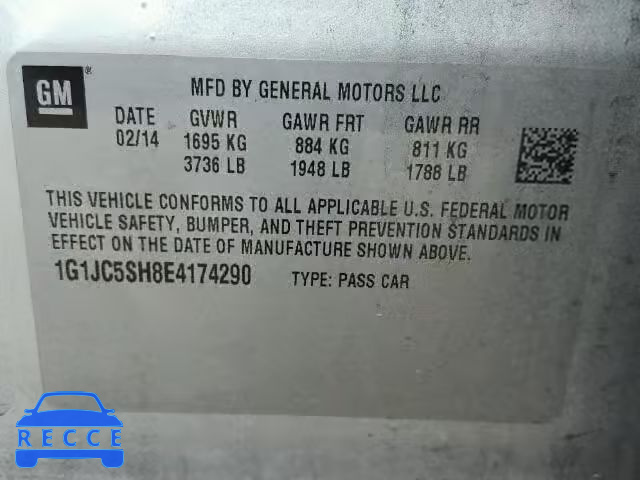 GM®
MFD BY GENERAL MOTORS LLC
DATE GVWR GAWR FRT GAWR RR
02/14 1695 KG 884 KG 811 KG
3736 LB 1948 LB 1788 LB
THIS VEHICLE CONFORMS TO ALL APPLICABLE U.S. FEDERAL MOTOR
VEHICLE SAFETY, BUMPER, AND THEFT PREVENTION STANDARDS IN
EFFECT ON THE DATE OF MANUFACTURE SHOWN ABOVE.
1G1JC5SH8E4174290 TYPE: PASS CAR
RECCE